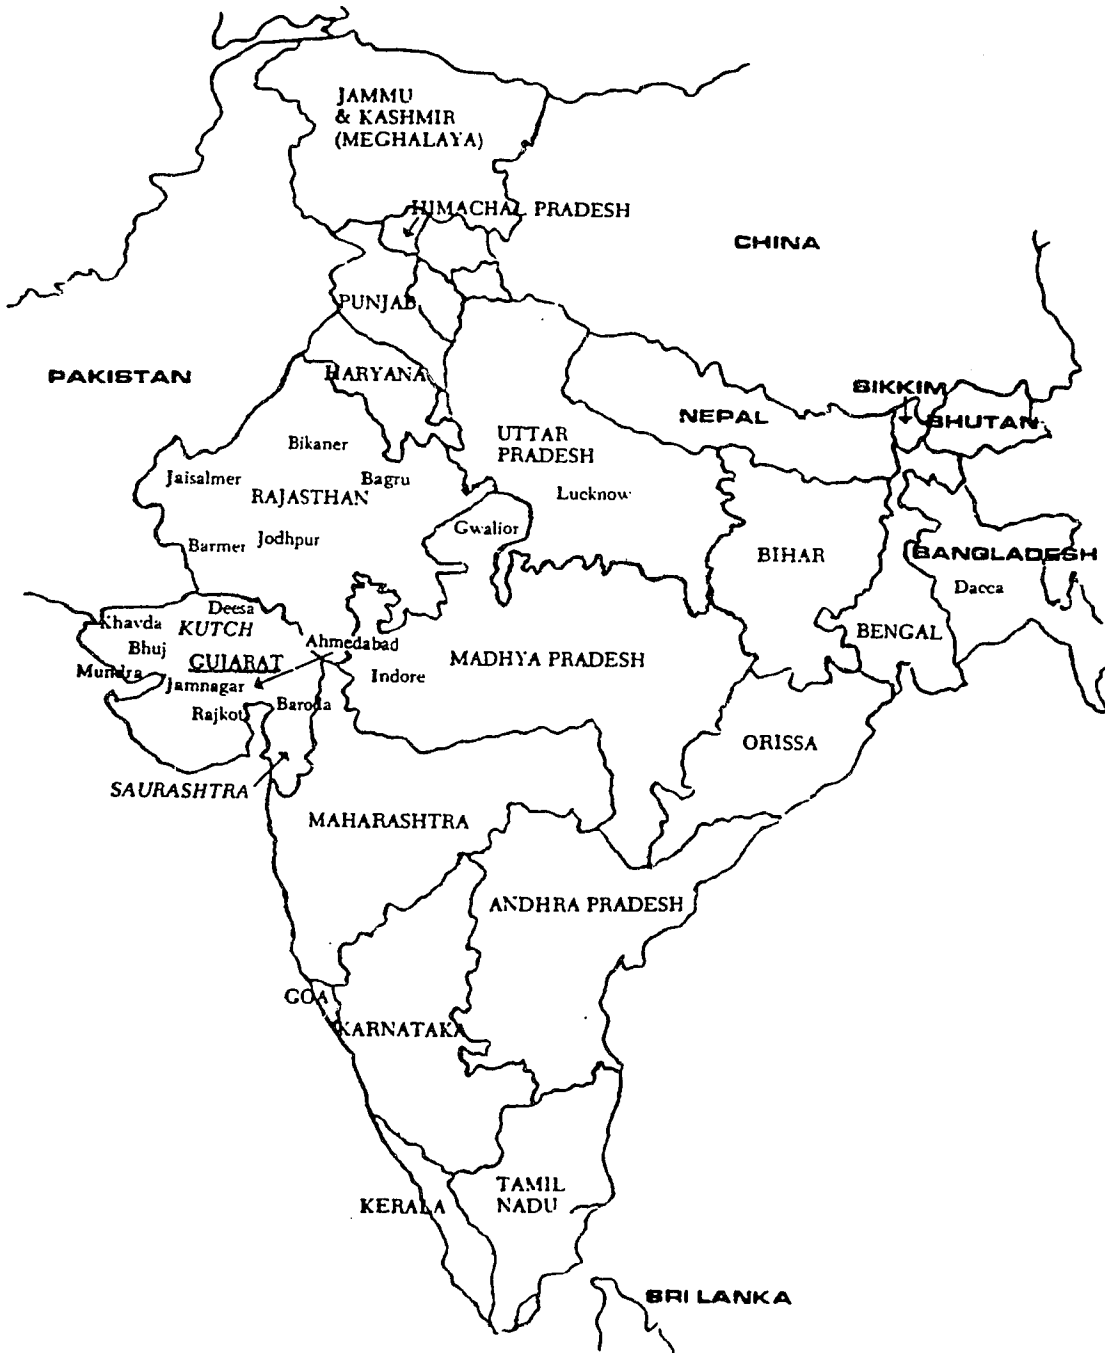 JAMMU
& KASHMIR
(MEGHALAYA)
HIMACHAL PRADESH
CHINA
PUNJAB
PAKISTAN
HARYANA
SIKKIM
NEPAL
BHUTAN
Bikaner
UTTAR
PRADESH
Jaisalmer
Bagru
RAJASTHAN
Lucknow
Gwalior
Barmer
Jodhpur
BIHAR
BANGLADESH
Dacca
Deesa
Khavda
KUTCH
BENGAL
Bhuj
Ahmedabad
GUJARAT
MADHYA PRADESH
Mundra
Indore
Jamnagar
Baroda
Rajkot
ORISSA
SAURASHTRA
MAHARASHTRA
ANDHRA PRADESH
GOA
KARNATAKA
TAMIL
NADU
KERALA
SRI LANKA